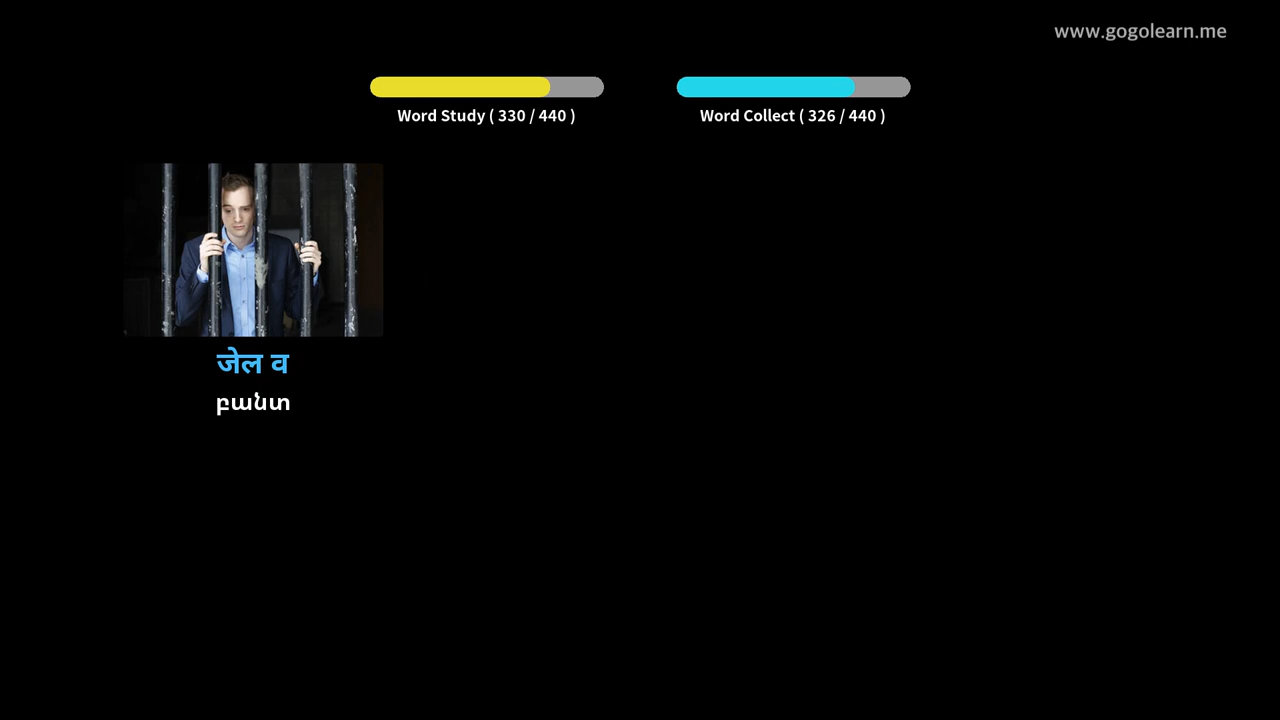 www.gogolearn.me
Word Study ( 330 / 440 )
Word Collect ( 326 / 440 )
जेल व
բանտ